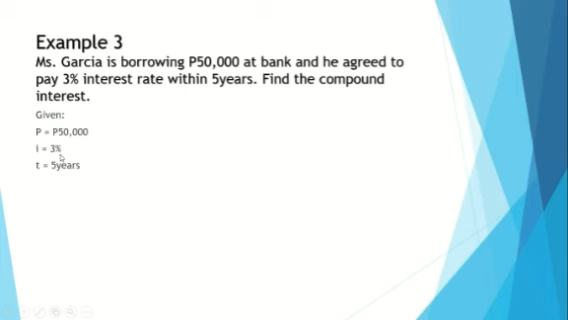 Example 3
Ms. Garcia is borrowing P50,000 at bank and he agreed to
pay 3% interest rate within 5years. Find the compound
interest.
Given:
P = P50,000
i = 3%
t = 5years